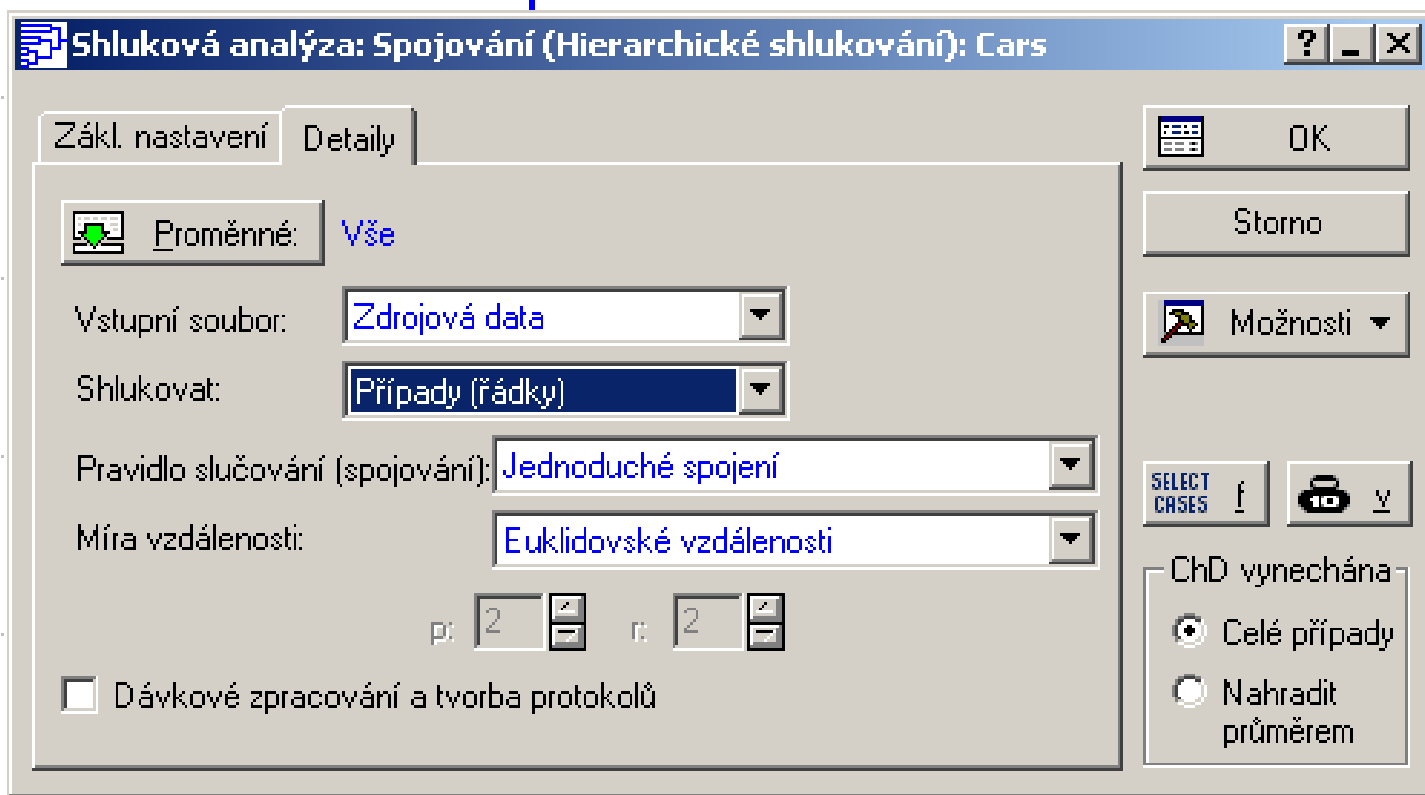 Shluková analýza: Spojování (Hierarchické shlukování): Cars
Zákl. nastavení
Detaily
OK
Storno
Možnosti
Proměnné:
Vše
Vstupní soubor:
Zdrojová data
Shlukovat:
Případy (řádky)
Pravidlo slučování (spojování):
Jednoduché spojení
Míra vzdálenosti:
Euklidovské vzdálenosti
p: 2
r: 2
Dávkové zpracování a tvorba protokolů
SELECT
CASES
f
10
v
ChD vynechána
Celé případy
Nahradit
průměrem